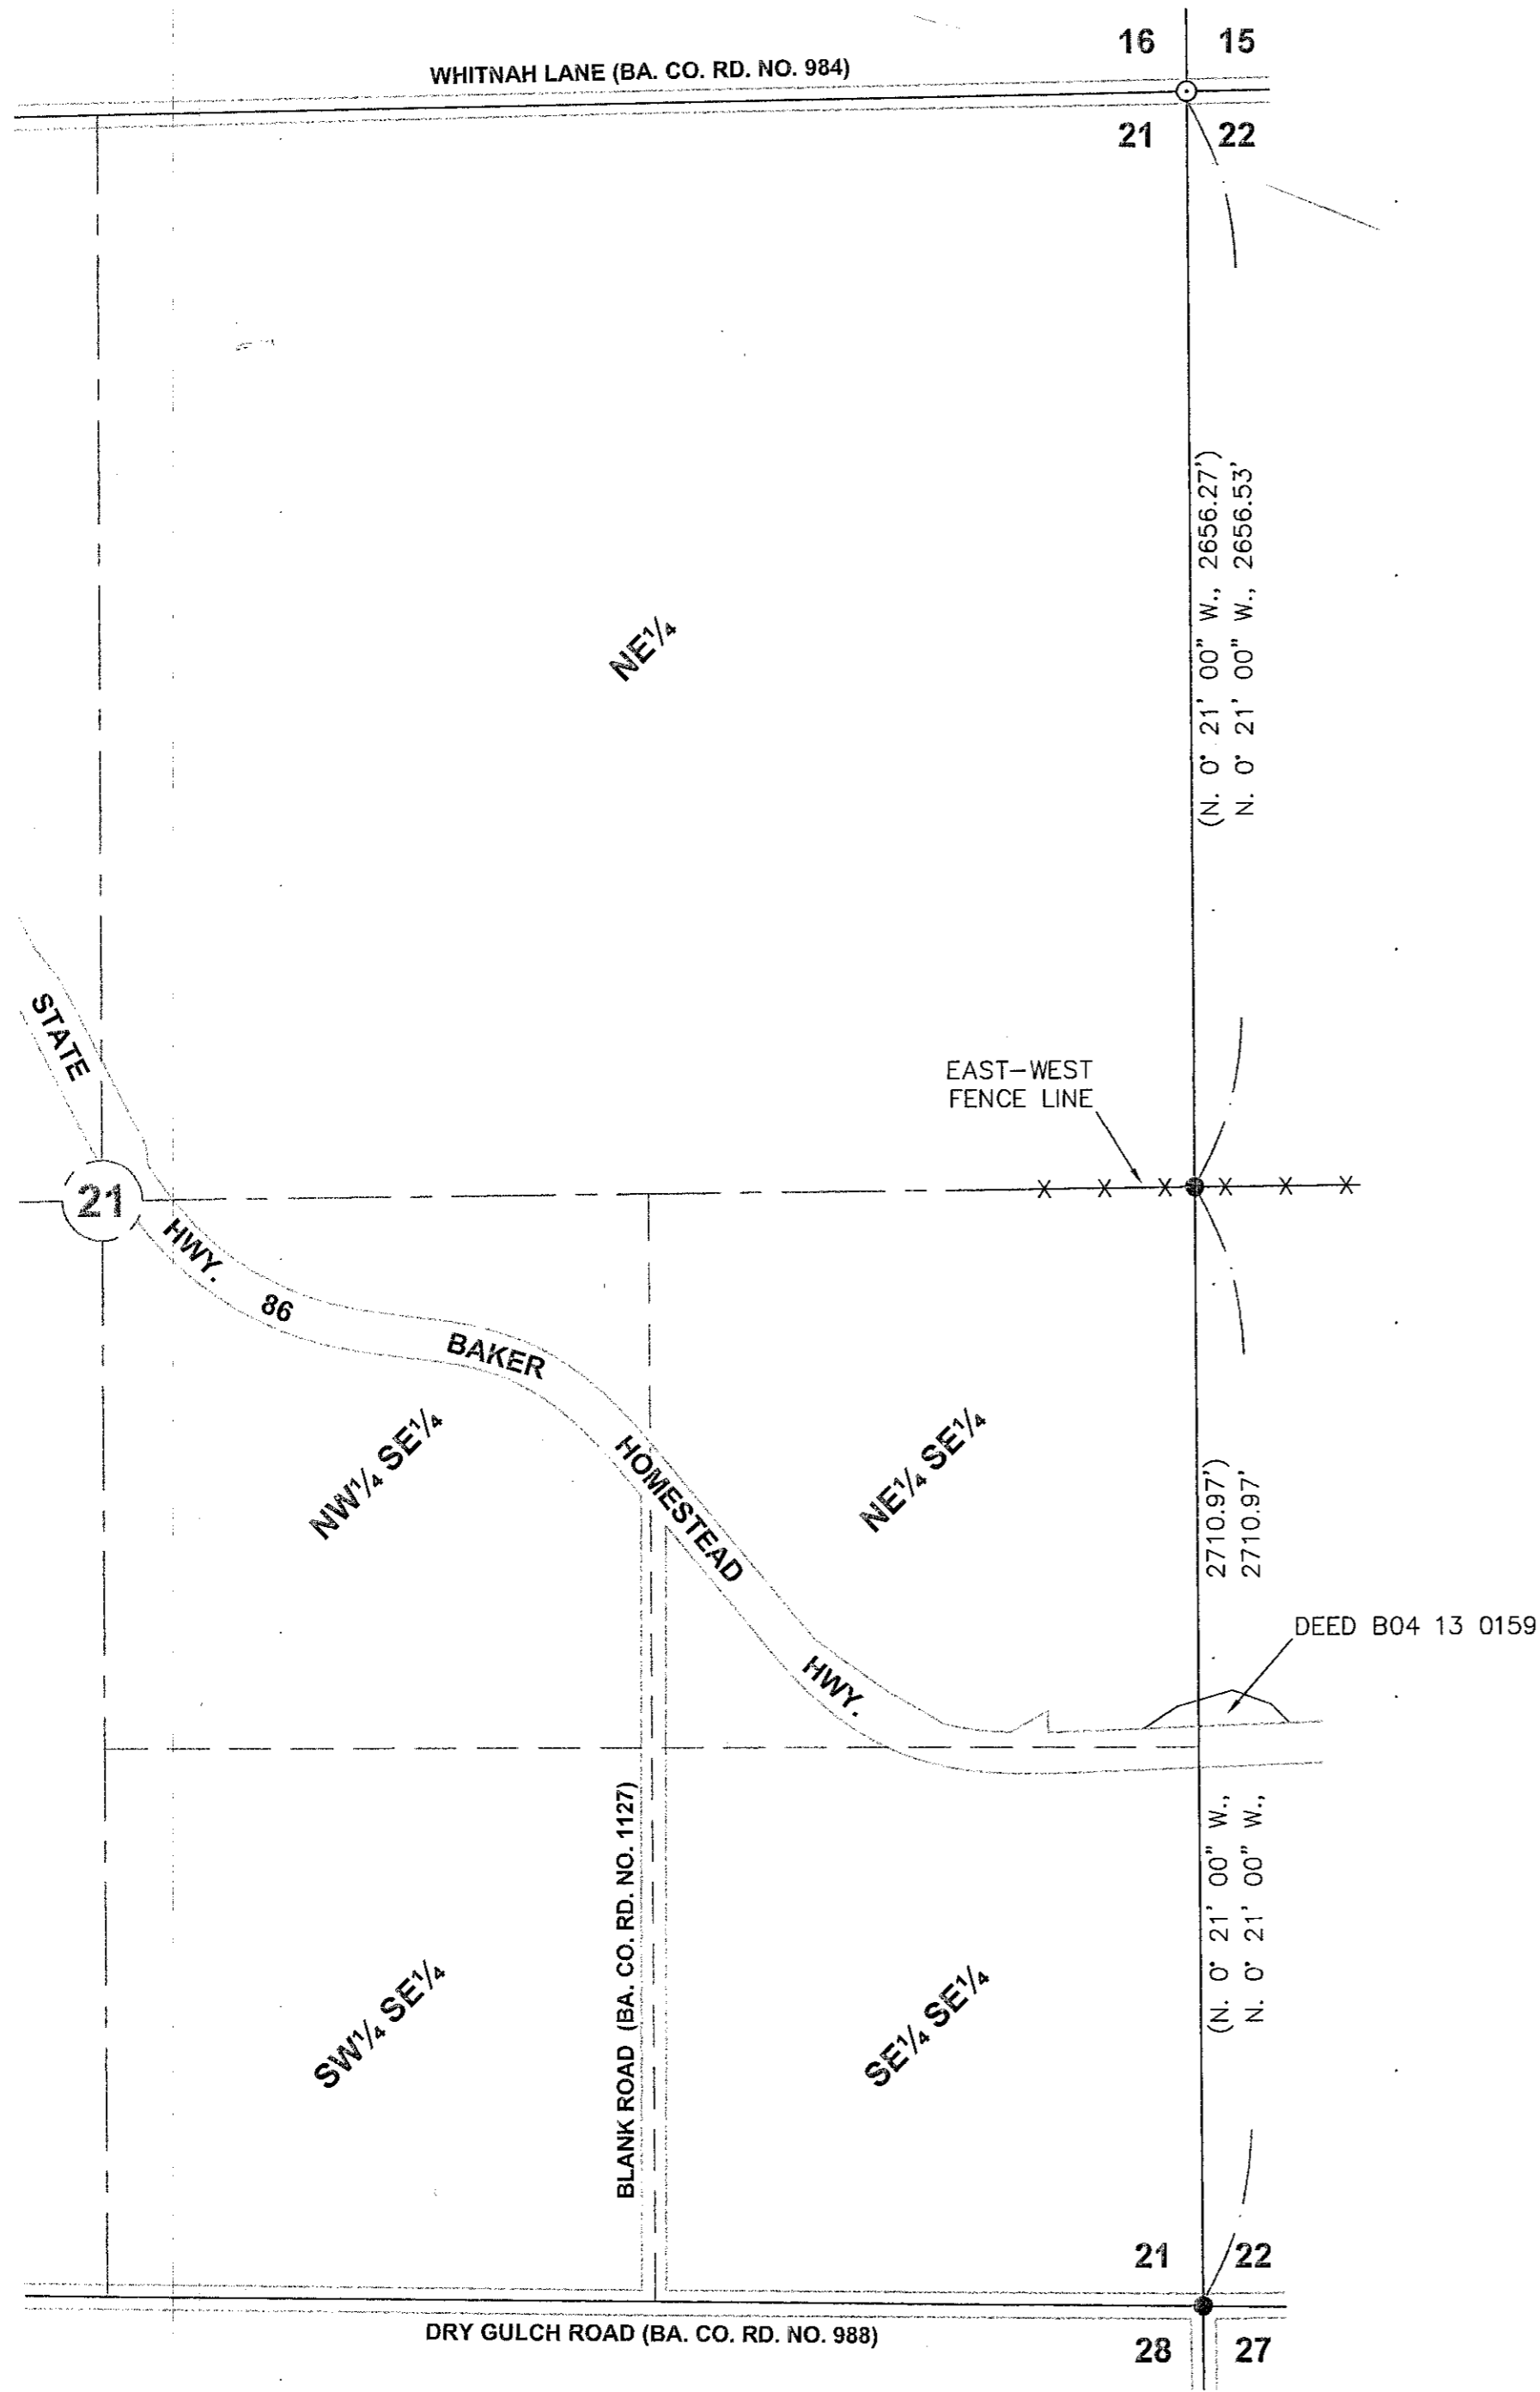 16 15
WHITNAH LANE (BA. CO. RD. NO. 984)
21 22
(N. 0° 21' 00" W., 2656.27')
N. 0° 21' 00" W., 2656.53'
NE¼
STATE
EAST–WEST
FENCE LINE
21
HWY.
86
BAKER
HOMESTEAD
HWY.
NW¼ SE¼
NE¼ SE¼
(N. 0° 21' 00" W., 2710.97')
N. 0° 21' 00" W., 2710.97'
DEED B04 13 0159
BLANK ROAD (BA. CO. RD. NO. 1127)
SW¼ SE¼
SE¼ SE¼
21 22
DRY GULCH ROAD (BA. CO. RD. NO. 988)
28 27